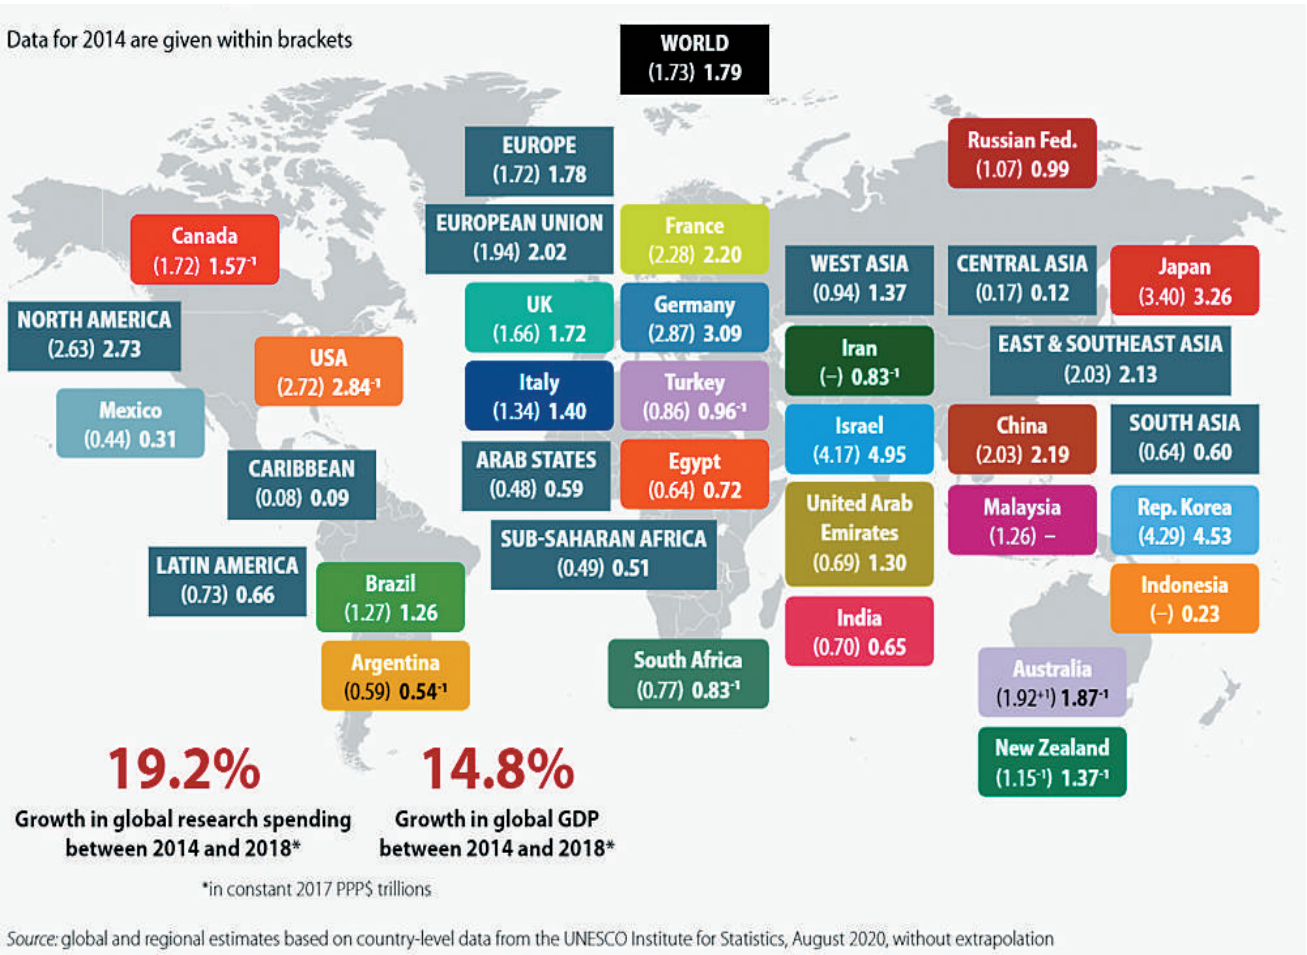 Data for 2014 are given within brackets
WORLD
(1.73) 1.79
EUROPE
(1.72) 1.78
Russian Fed.
(1.07) 0.99
Canada
(1.72) 1.57⁻¹
EUROPEAN UNION
(1.94) 2.02
France
(2.28) 2.20
WEST ASIA
(0.94) 1.37
CENTRAL ASIA
(0.17) 0.12
Japan
(3.40) 3.26
NORTH AMERICA
(2.63) 2.73
UK
(1.66) 1.72
Germany
(2.87) 3.09
USA
(2.72) 2.84⁻¹
Iran
(–) 0.83⁻¹
EAST & SOUTHEAST ASIA
(2.03) 2.13
Mexico
(0.44) 0.31
Italy
(1.34) 1.40
Turkey
(0.86) 0.96⁻¹
Israel
(4.17) 4.95
China
(2.03) 2.19
SOUTH ASIA
(0.64) 0.60
CARIBBEAN
(0.08) 0.09
ARAB STATES
(0.48) 0.59
Egypt
(0.64) 0.72
United Arab
Emirates
(0.69) 1.30
Malaysia
(1.26) –
Rep. Korea
(4.29) 4.53
SUB-SAHARAN AFRICA
(0.49) 0.51
LATIN AMERICA
(0.73) 0.66
Brazil
(1.27) 1.26
Indonesia
(–) 0.23
India
(0.70) 0.65
Argentina
(0.59) 0.54⁻¹
South Africa
(0.77) 0.83⁻¹
Australia
(1.92⁺¹) 1.87⁻¹
New Zealand
(1.15⁻¹) 1.37⁻¹
19.2%
Growth in global research spending
between 2014 and 2018*
14.8%
Growth in global GDP
between 2014 and 2018*
*in constant 2017 PPP$ trillions
Source: global and regional estimates based on country-level data from the UNESCO Institute for Statistics, August 2020, without extrapolation